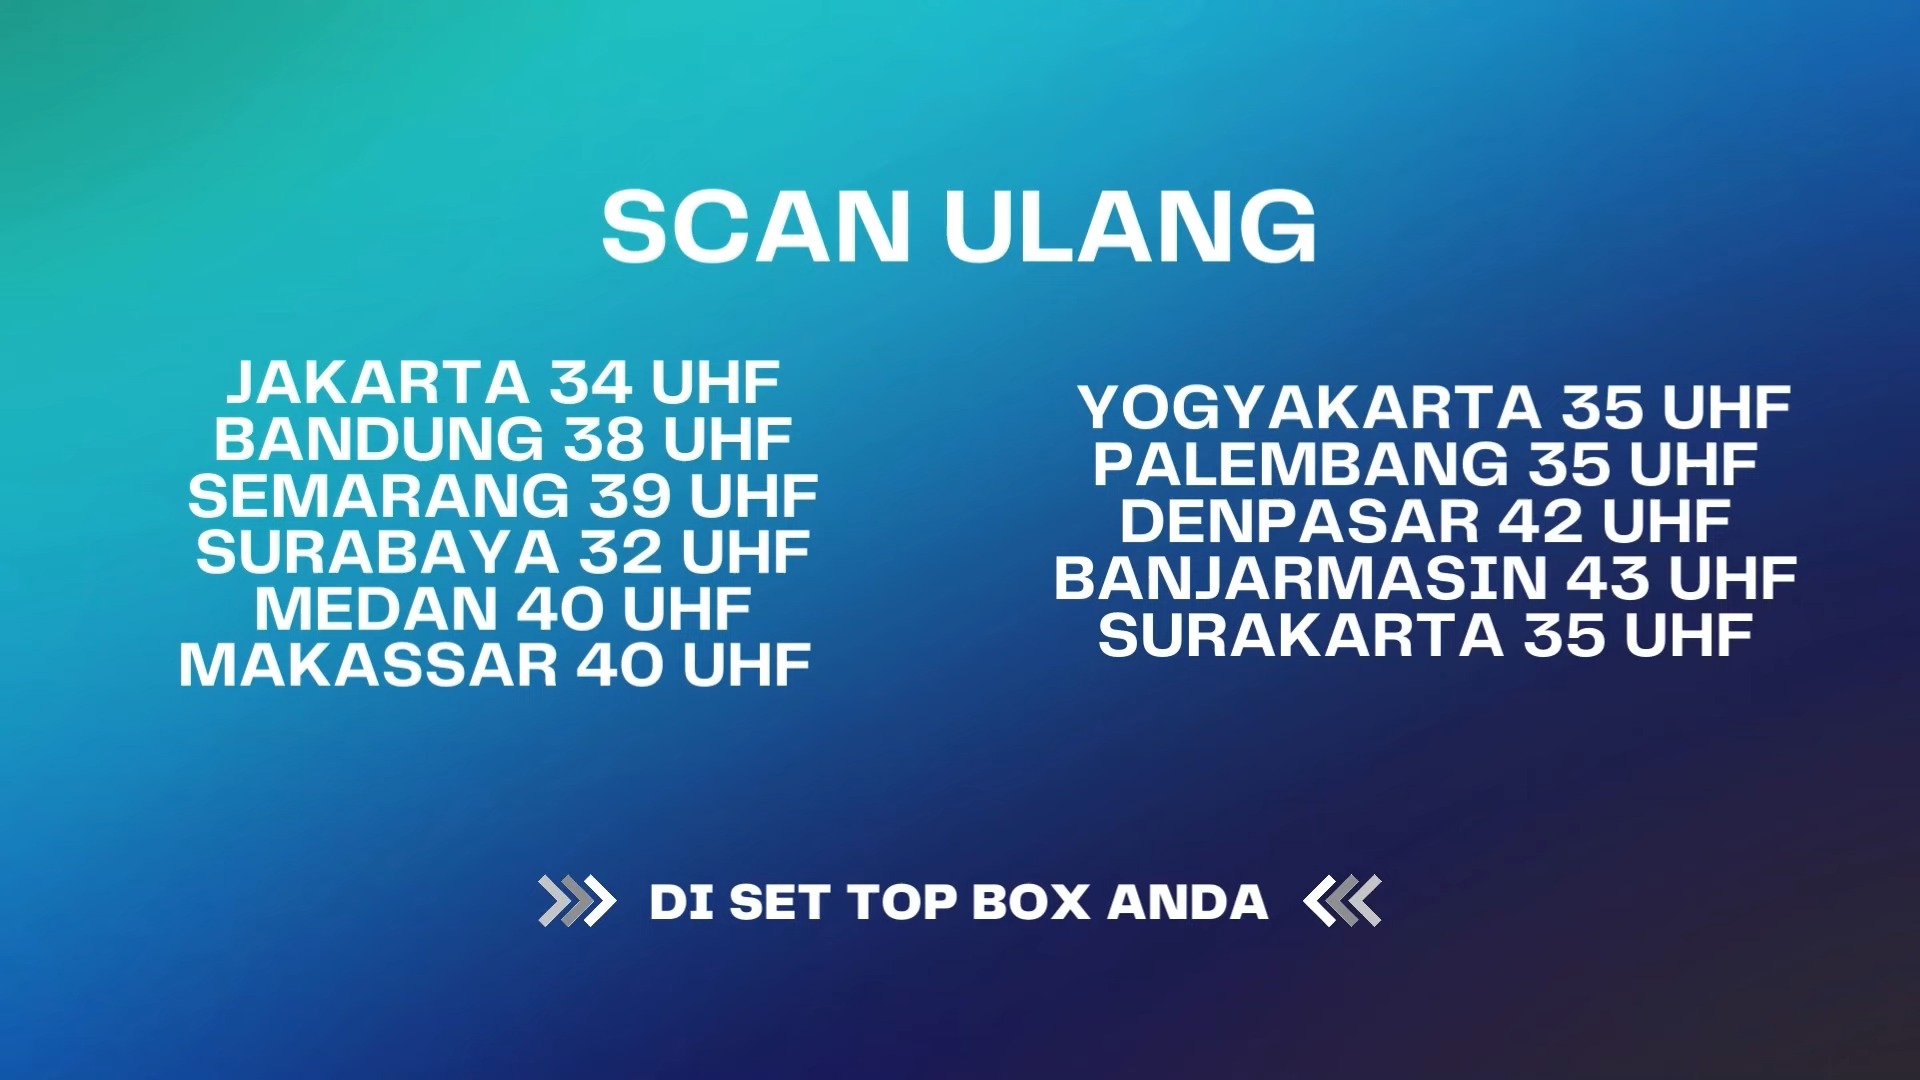 SCAN ULANG
JAKARTA 34 UHF
BANDUNG 38 UHF
SEMARANG 39 UHF
SURABAYA 32 UHF
MEDAN 40 UHF
MAKASSAR 40 UHF
YOGYAKARTA 35 UHF
PALEMBANG 35 UHF
DENPASAR 42 UHF
BANJARMASIN 43 UHF
SURAKARTA 35 UHF
DI SET TOP BOX ANDA